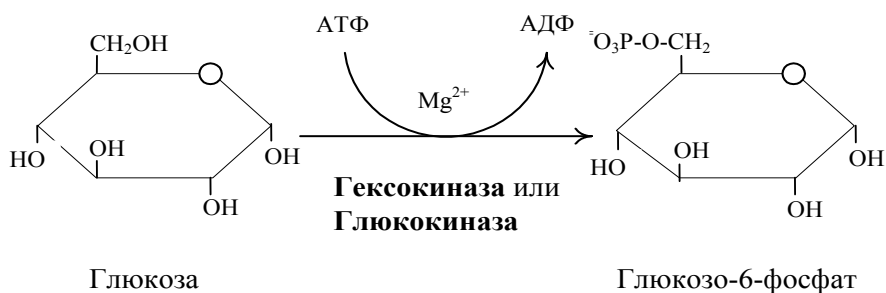 АТФ
АДФ
CH₂OH
⁼O₃P-O-CH₂
Mg²⁺
HO
OH
OH
OH
HO
OH
OH
OH
Гексокиназа или
Глюкокиназа
Глюкоза
Глюкозо-6-фосфат